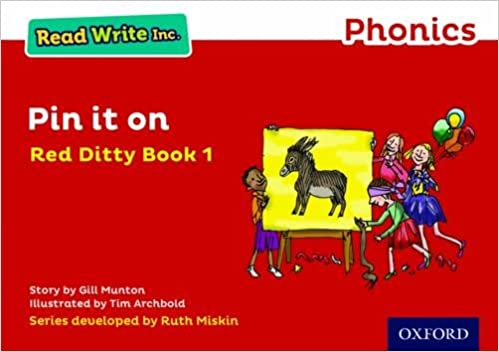 Read Write Inc.
Phonics
Pin it on
Red Ditty Book 1
Story by Gill Munton
Illustrated by Tim Archbold
Series developed by Ruth Miskin
OXFORD